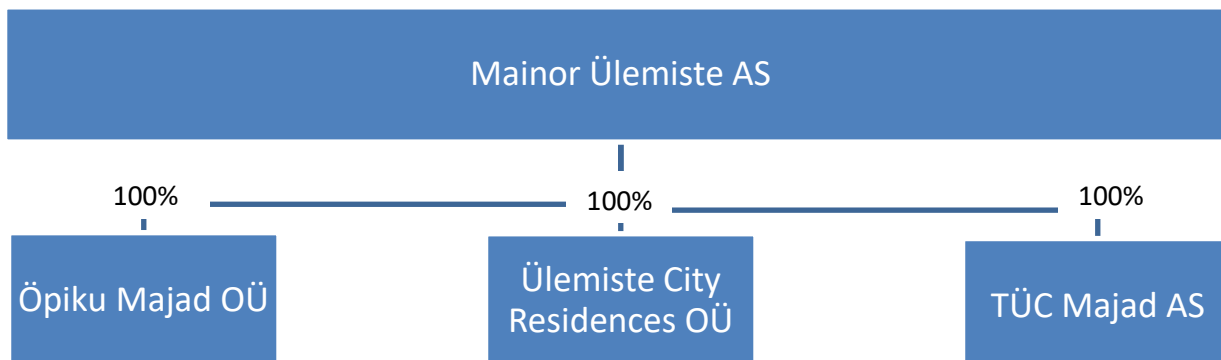 Mainor Ülemiste AS
100%
100%
100%
Öpiku Majad OÜ
Ülemiste City
Residences OÜ
TÜC Majad AS